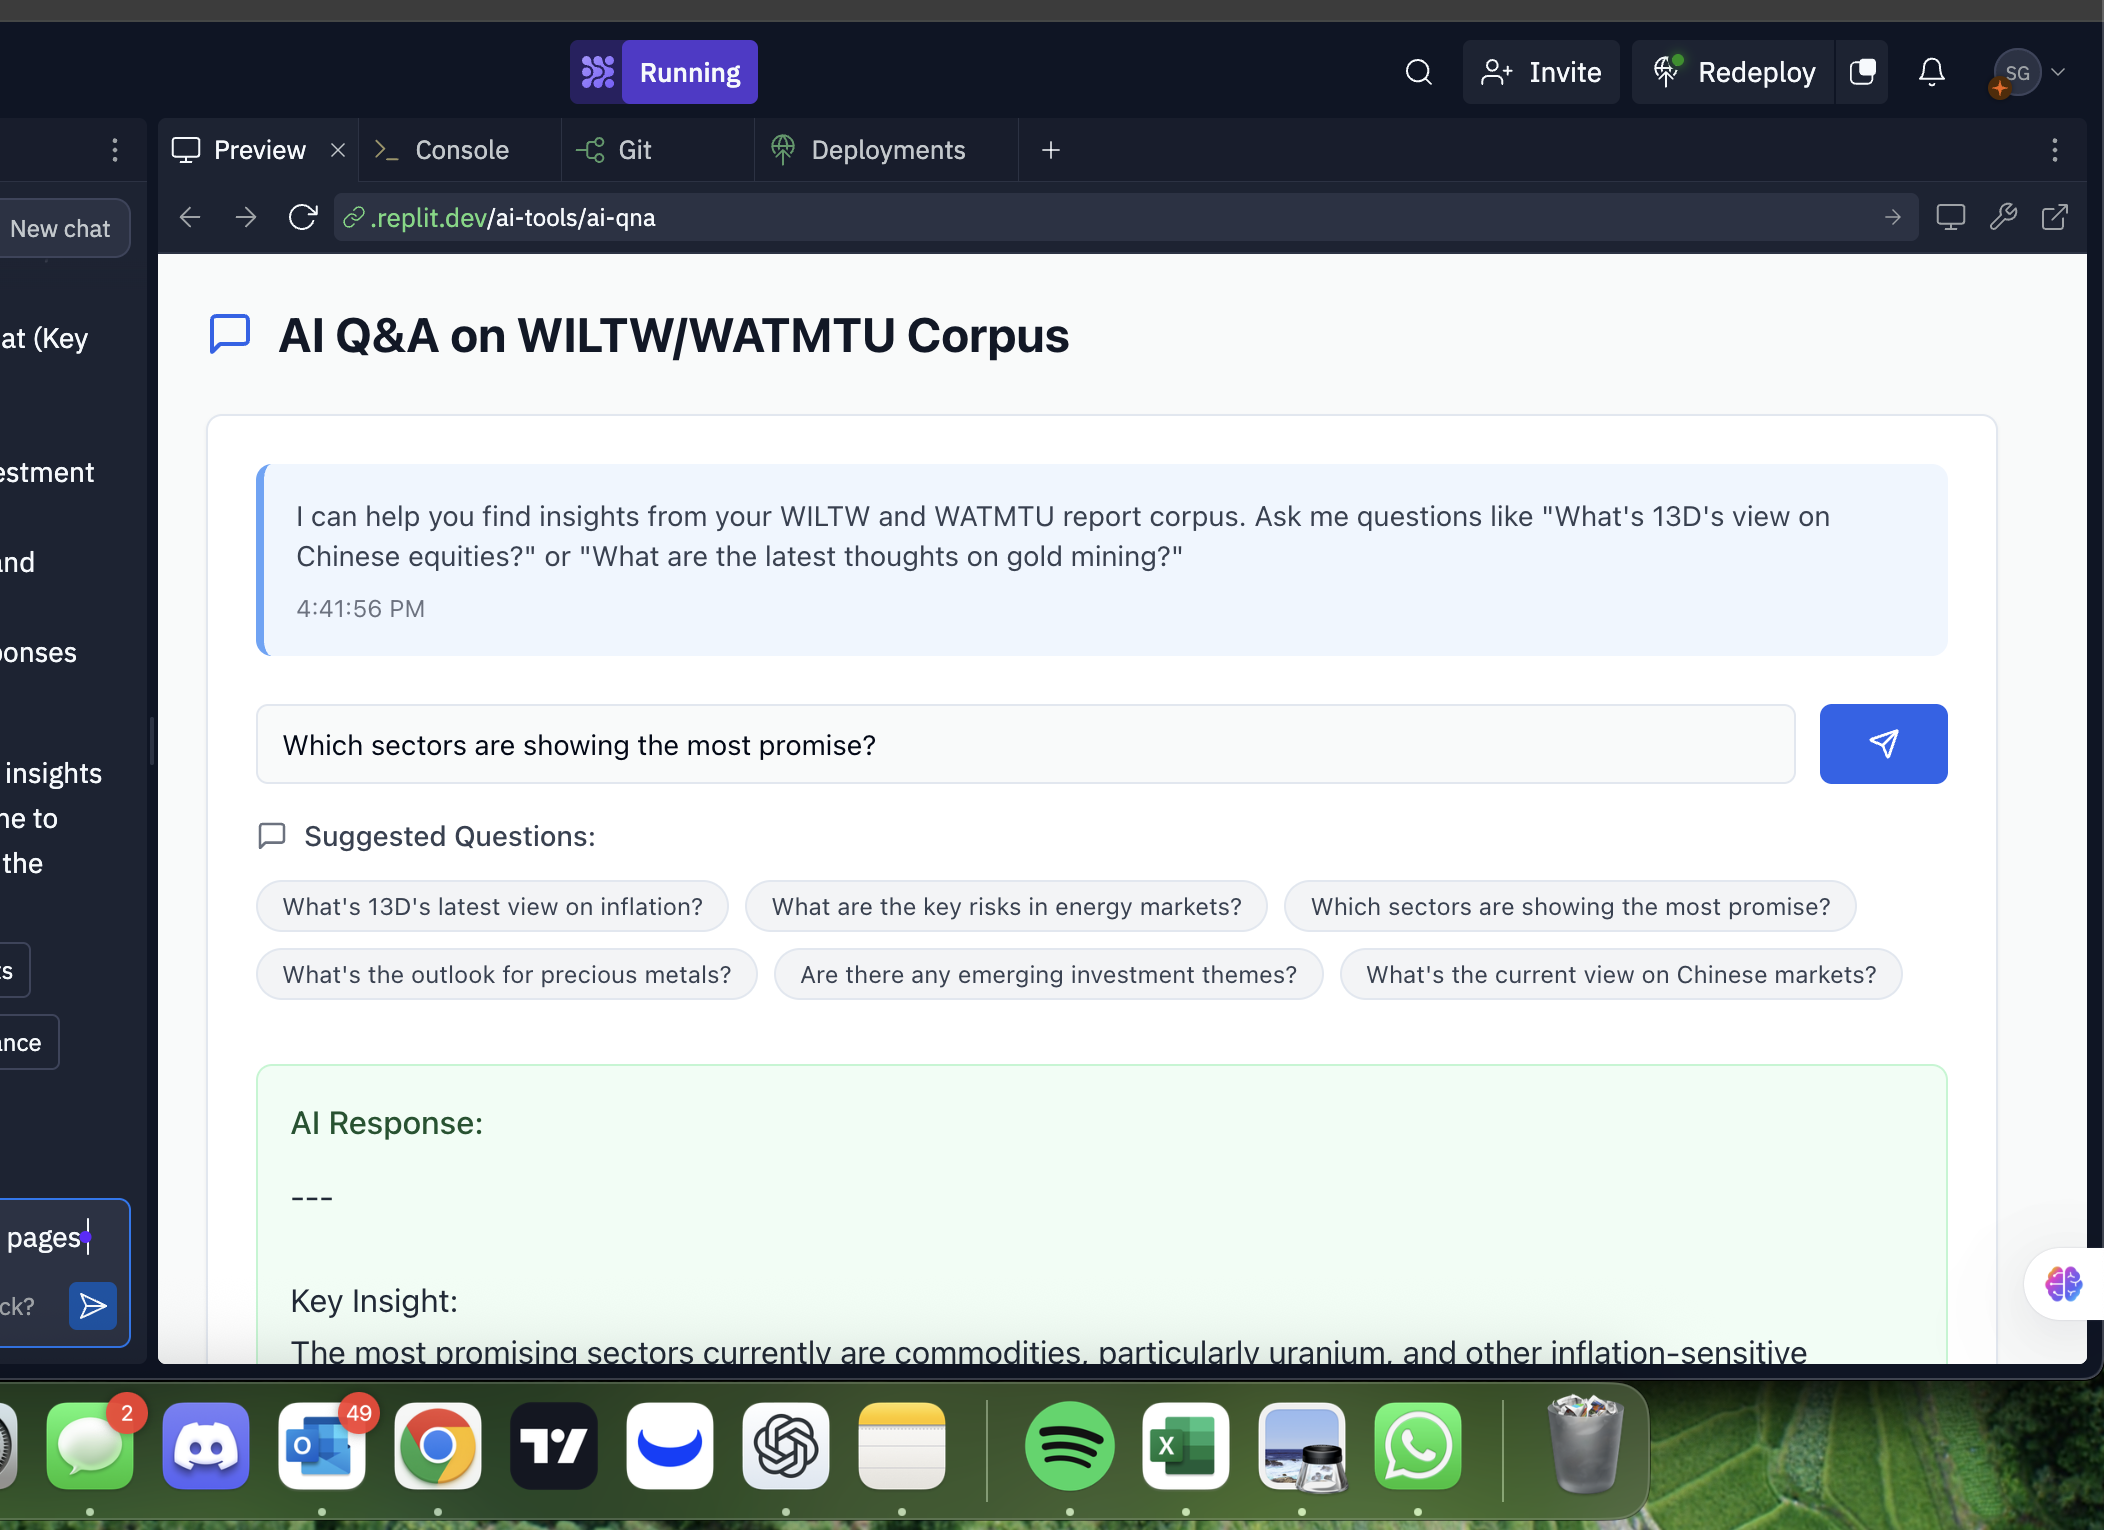 Running
Invite
Redeploy
SG
Preview
Console
Git
Deployments
New chat
.replit.dev/ai-tools/ai-qna
at (Key
estment
and
ponses
insights
ne to
the
ts
ance
pages
ck?
AI Q&A on WILTW/WATMTU Corpus
I can help you find insights from your WILTW and WATMTU report corpus. Ask me questions like "What's 13D's view on
Chinese equities?" or "What are the latest thoughts on gold mining?"
4:41:56 PM
Which sectors are showing the most promise?
Suggested Questions:
What's 13D's latest view on inflation?
What are the key risks in energy markets?
Which sectors are showing the most promise?
What's the outlook for precious metals?
Are there any emerging investment themes?
What's the current view on Chinese markets?
AI Response:
---
Key Insight:
The most promising sectors currently are commodities, particularly uranium, and other inflation-sensitive
2
49